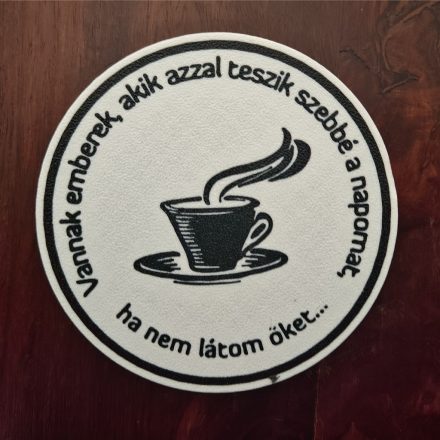 Vannak emberek, akik azzal teszik szebbé a napomat,
ha nem látom őket...